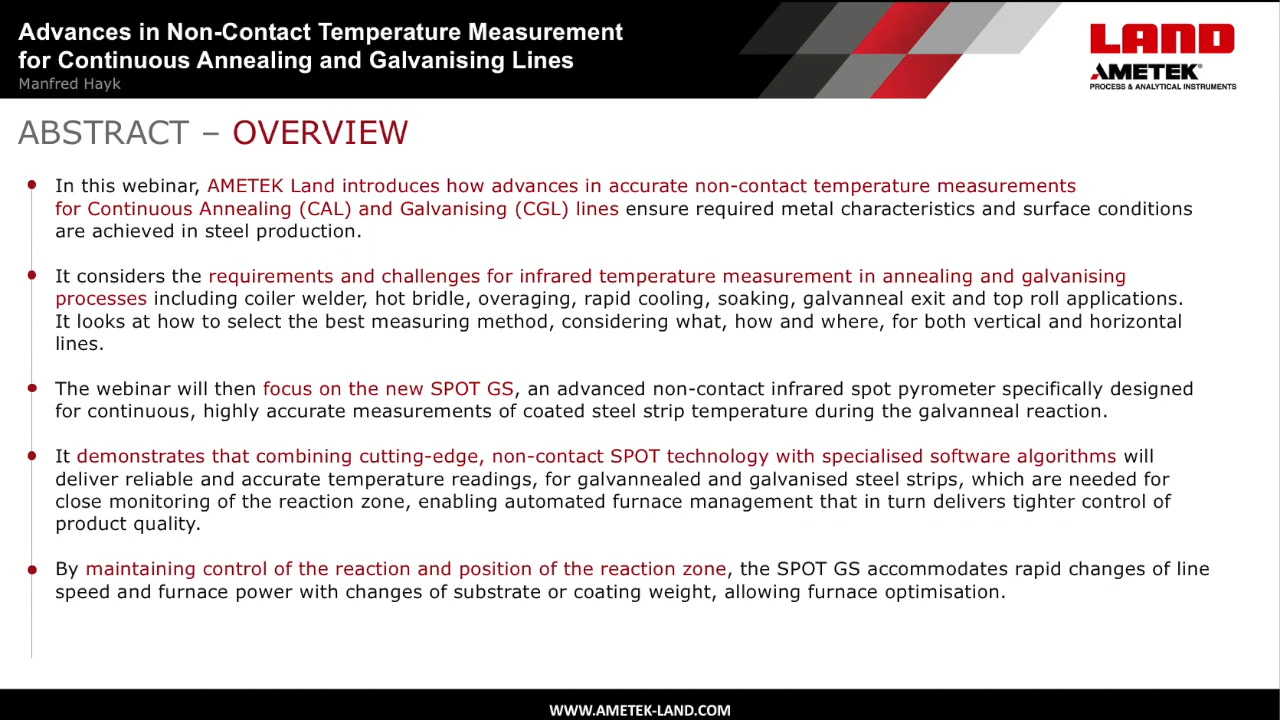 Advances in Non-Contact Temperature Measurement
for Continuous Annealing and Galvanising Lines
Manfred Hayk
LAND
AMETEK®
PROCESS & ANALYTICAL INSTRUMENTS
ABSTRACT – OVERVIEW
In this webinar, AMETEK Land introduces how advances in accurate non-contact temperature measurements
for Continuous Annealing (CAL) and Galvanising (CGL) lines ensure required metal characteristics and surface conditions
are achieved in steel production.
It considers the requirements and challenges for infrared temperature measurement in annealing and galvanising
processes including coiler welder, hot bridle, overaging, rapid cooling, soaking, galvanneal exit and top roll applications.
It looks at how to select the best measuring method, considering what, how and where, for both vertical and horizontal
lines.
The webinar will then focus on the new SPOT GS, an advanced non-contact infrared spot pyrometer specifically designed
for continuous, highly accurate measurements of coated steel strip temperature during the galvanneal reaction.
It demonstrates that combining cutting-edge, non-contact SPOT technology with specialised software algorithms will
deliver reliable and accurate temperature readings, for galvannealed and galvanised steel strips, which are needed for
close monitoring of the reaction zone, enabling automated furnace management that in turn delivers tighter control of
product quality.
By maintaining control of the reaction and position of the reaction zone, the SPOT GS accommodates rapid changes of line
speed and furnace power with changes of substrate or coating weight, allowing furnace optimisation.
WWW.AMETEK-LAND.COM